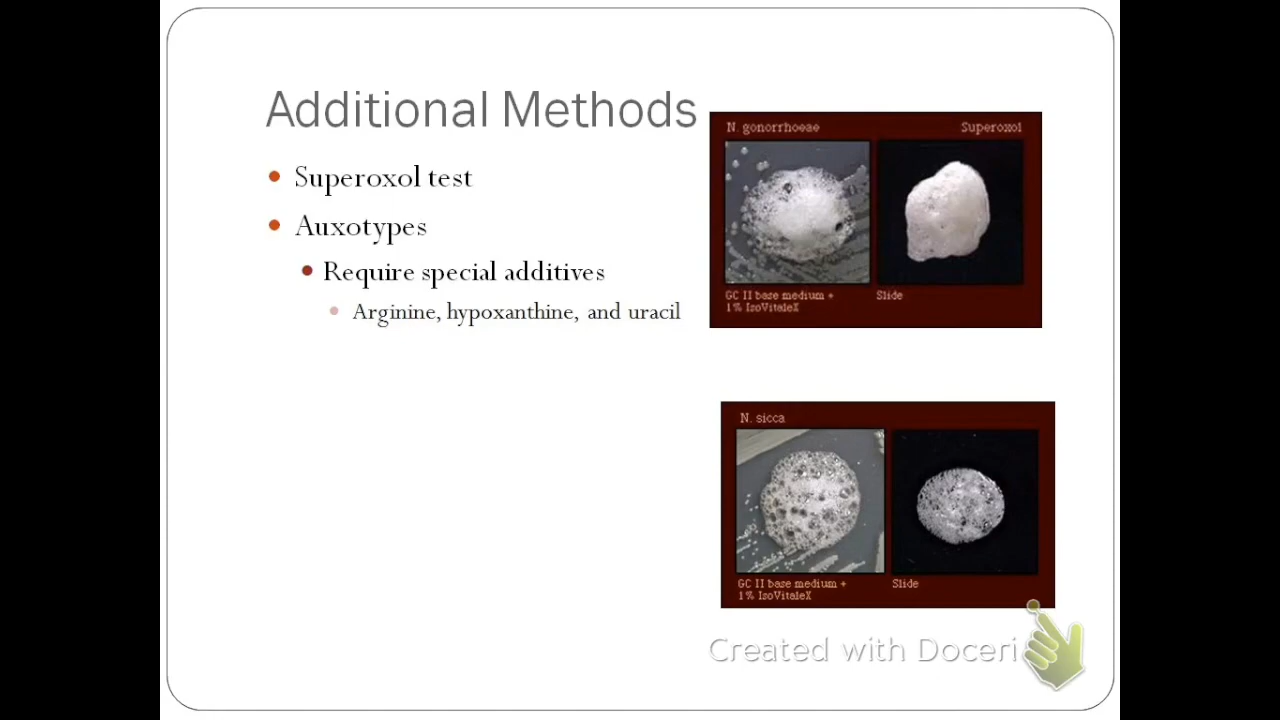 Additional Methods
Superoxol test
Auxotypes
Require special additives
Arginine, hypoxanthine, and uracil
N. gonorrhoeae Superoxol
GC II base medium + Slide
1% IsoVitaleX
N. sicca
GC II base medium + Slide
1% IsoVitaleX
Created with Doceri